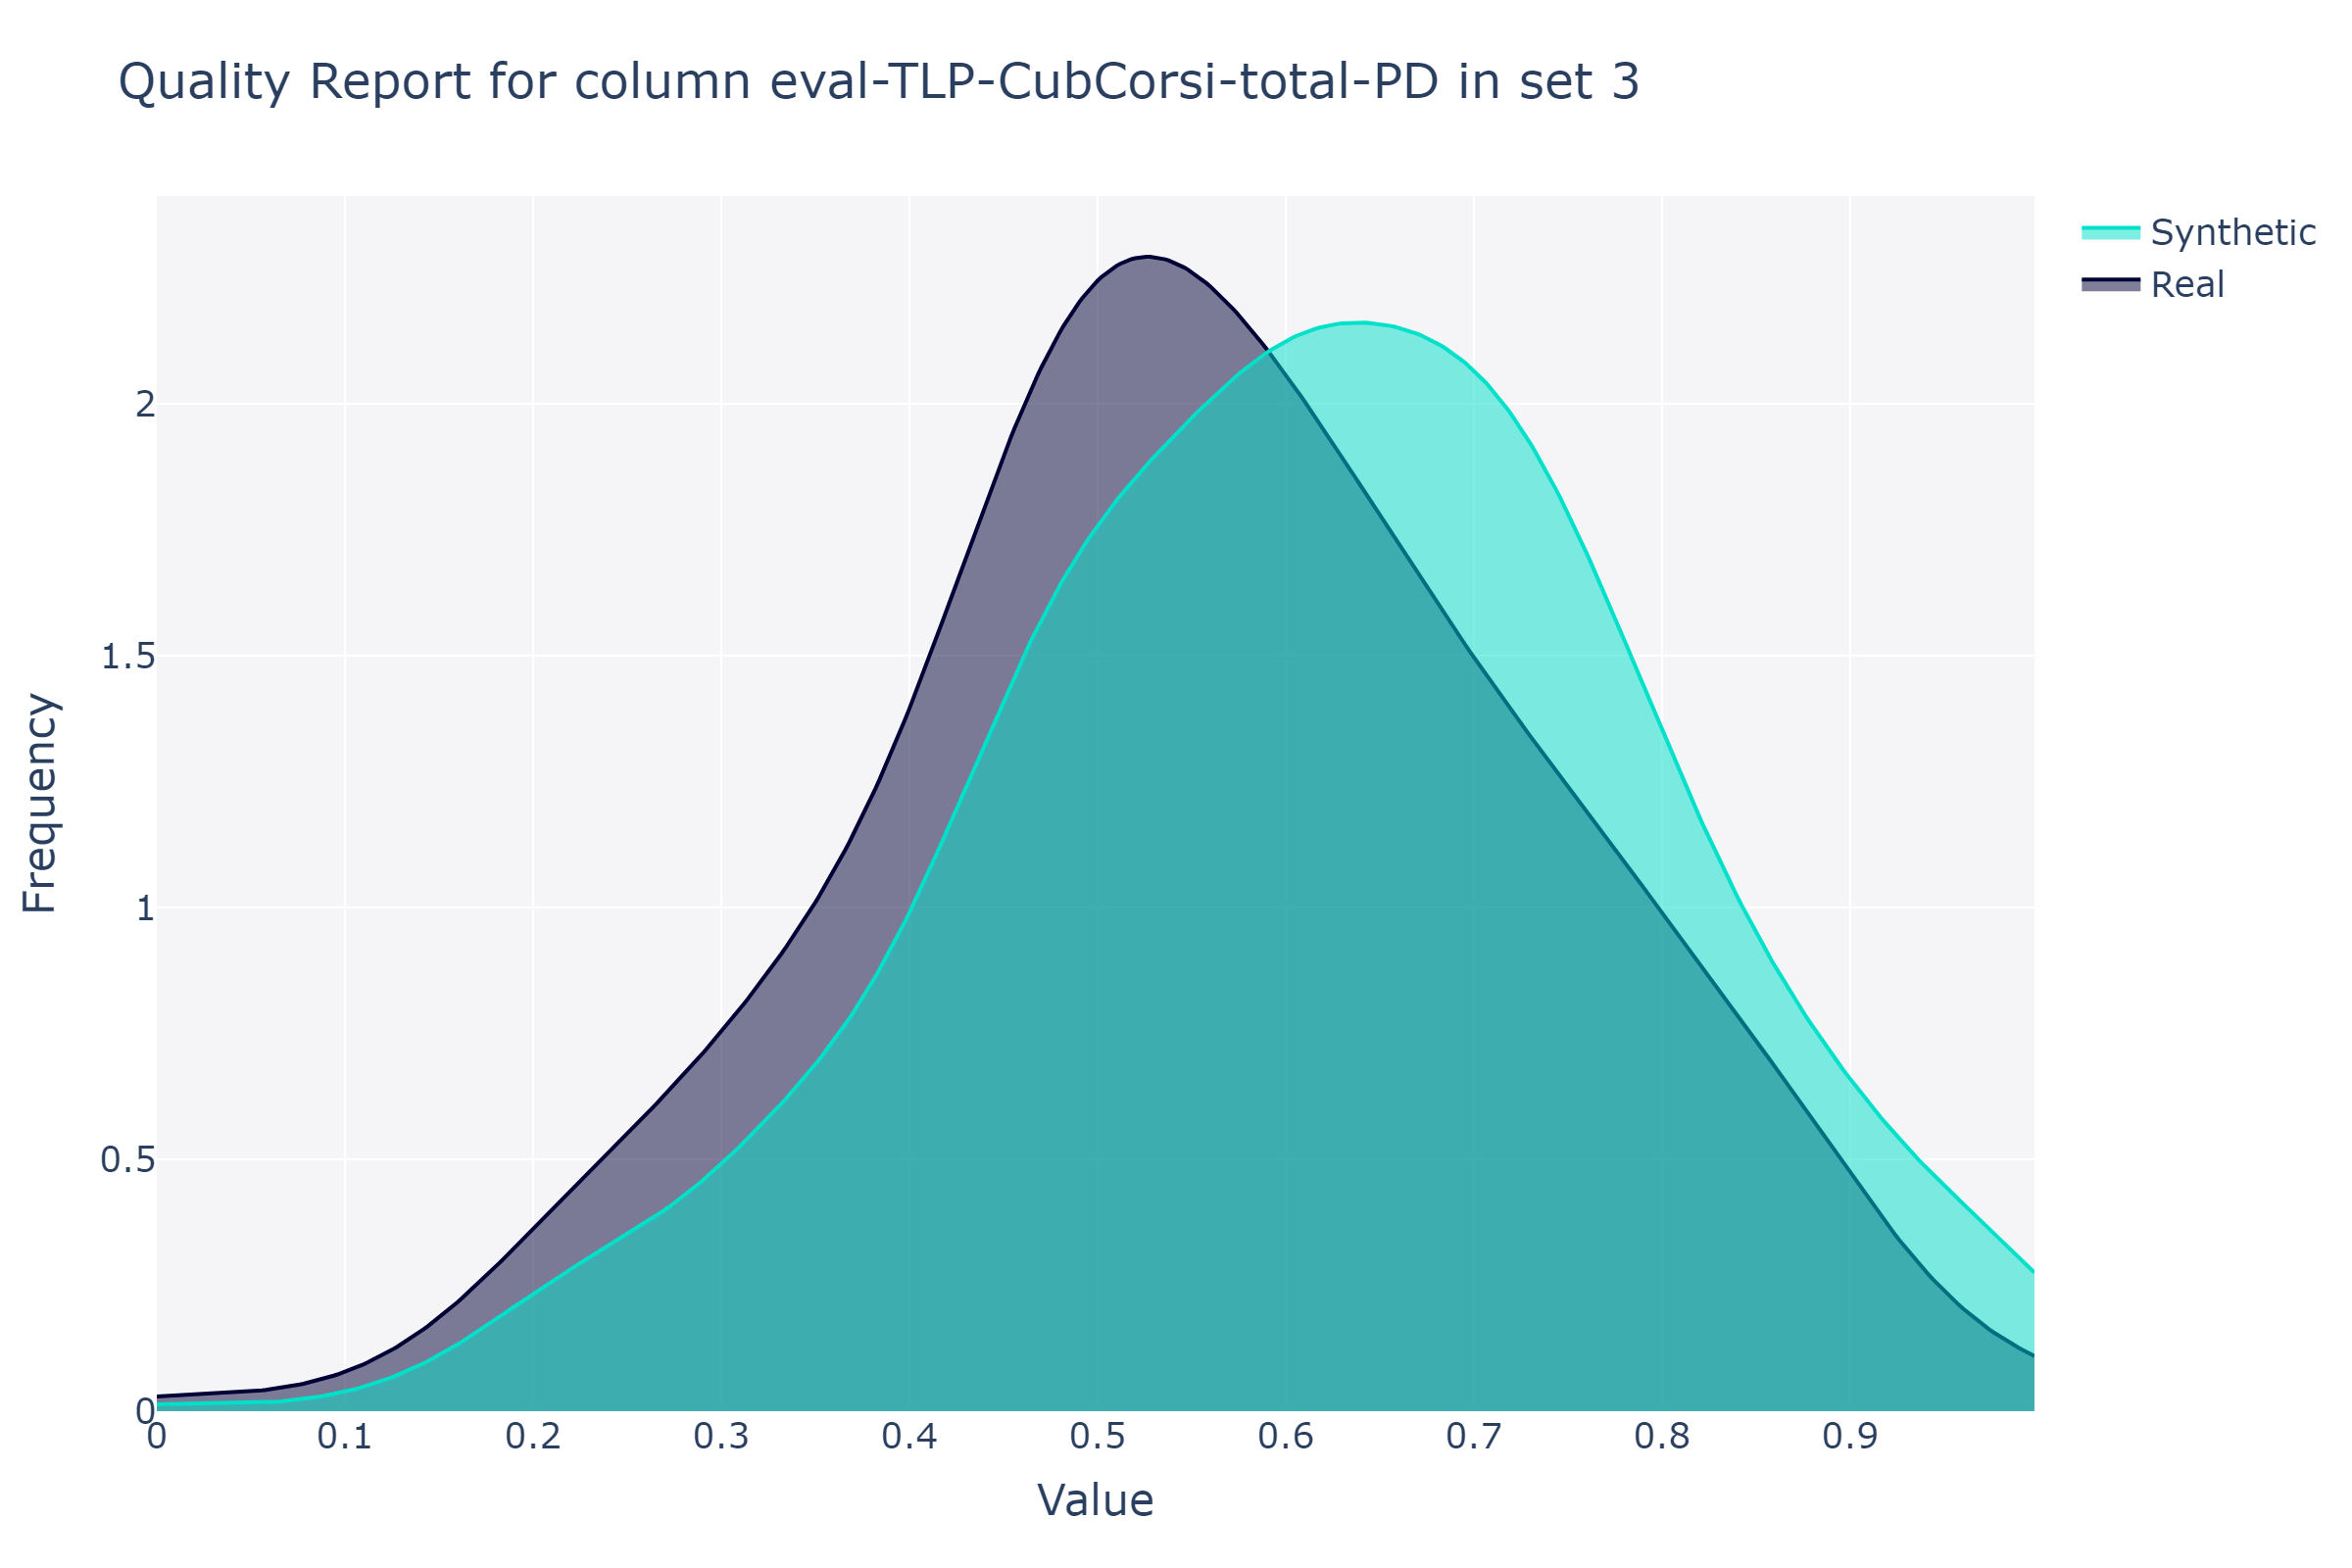 Quality Report for column eval-TLP-CubCorsi-total-PD in set 3
Synthetic
Real
2
1.5
1
0.5
0
Frequency
0 0.1 0.2 0.3 0.4 0.5 0.6 0.7 0.8 0.9
Value